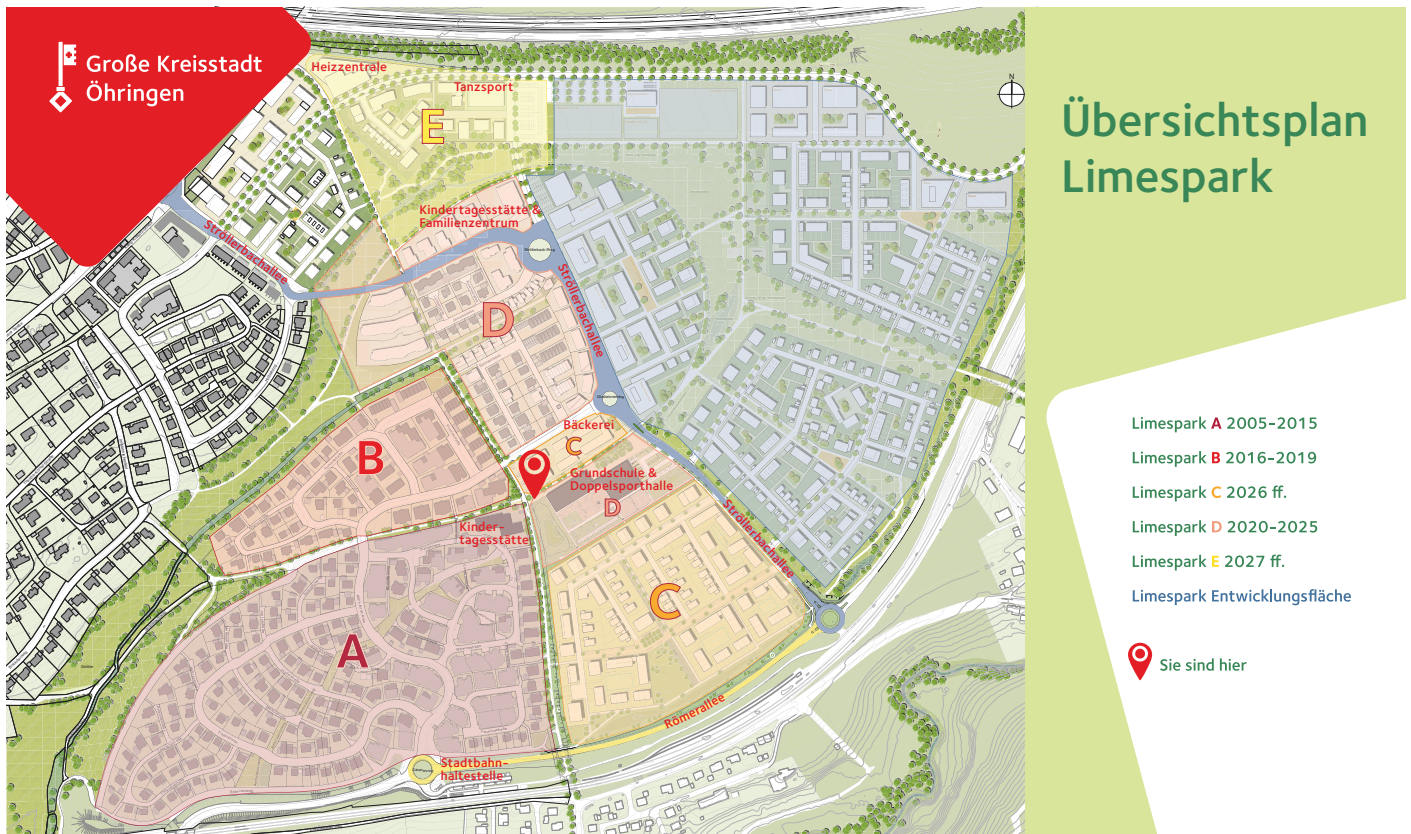 Große Kreisstadt
Öhringen
Heizzentrale
Tanzsport
E
N
Übersichtsplan
Limespark
Kindertagesstätte &
Familienzentrum
Ströllerbachallee
Ströllerbachallee
D
B
Bäckerei
C
Grundschule &
Doppelsporthalle
D
Kinder-
tagesstätte
Ströllerbachallee
C
A
Römerallee
Stadtbahn-
haltestelle
Limespark A 2005-2015
Limespark B 2016-2019
Limespark C 2026 ff.
Limespark D 2020-2025
Limespark E 2027 ff.
Limespark Entwicklungsfläche
Sie sind hier